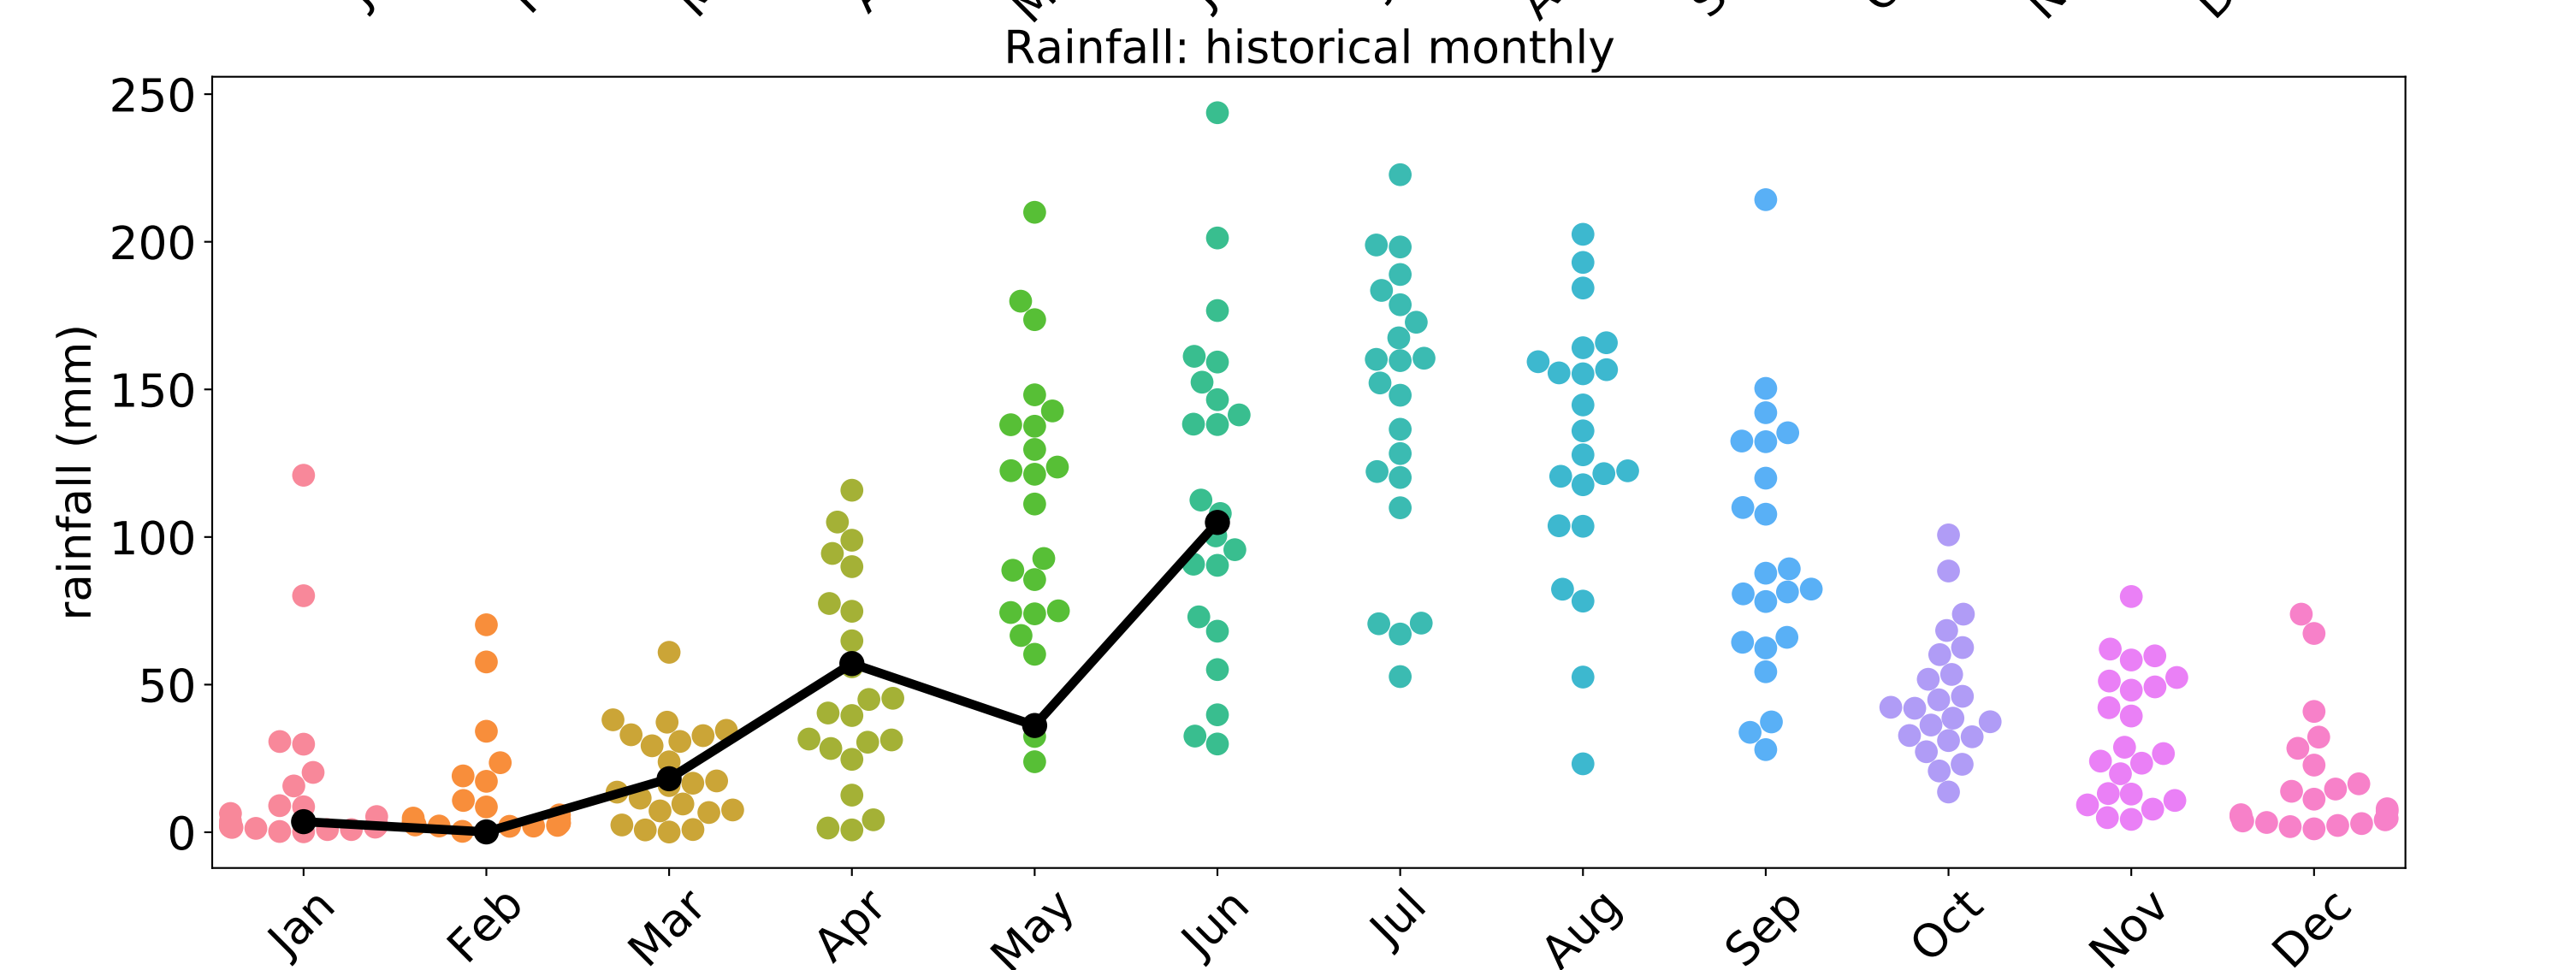 Rainfall: historical monthly
250
200
150
100
50
0
rainfall (mm)
Jan
Feb
Mar
Apr
May
Jun
Jul
Aug
Sep
Oct
Nov
Dec